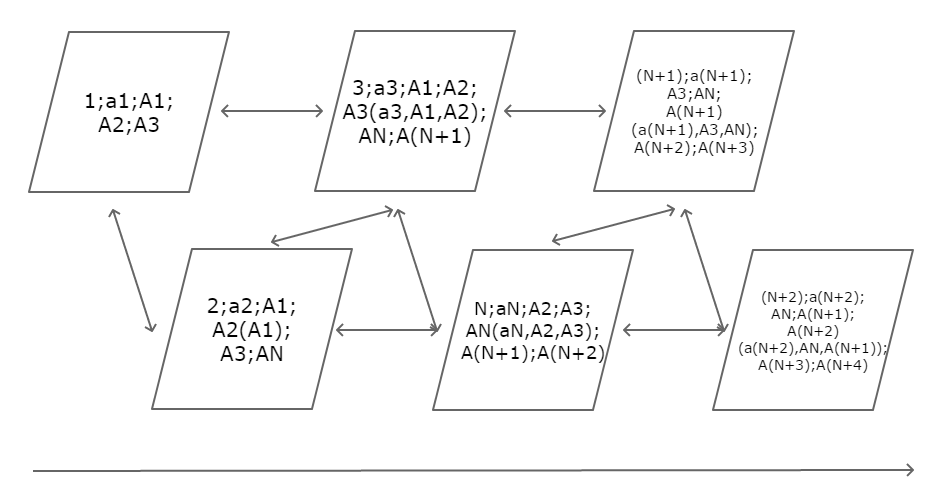 1;a1;A1;
A2;A3
3;a3;A1;A2;
A3(a3,A1,A2);
AN;A(N+1)
(N+1);a(N+1);
A3;AN;
A(N+1)
(a(N+1),A3,AN);
A(N+2);A(N+3)
2;a2;A1;
A2(A1);
A3;AN
N;aN;A2;A3;
AN(aN,A2,A3);
A(N+1);A(N+2)
(N+2);a(N+2);
AN;A(N+1);
A(N+2)
(a(N+2),AN,A(N+1));
A(N+3);A(N+4)